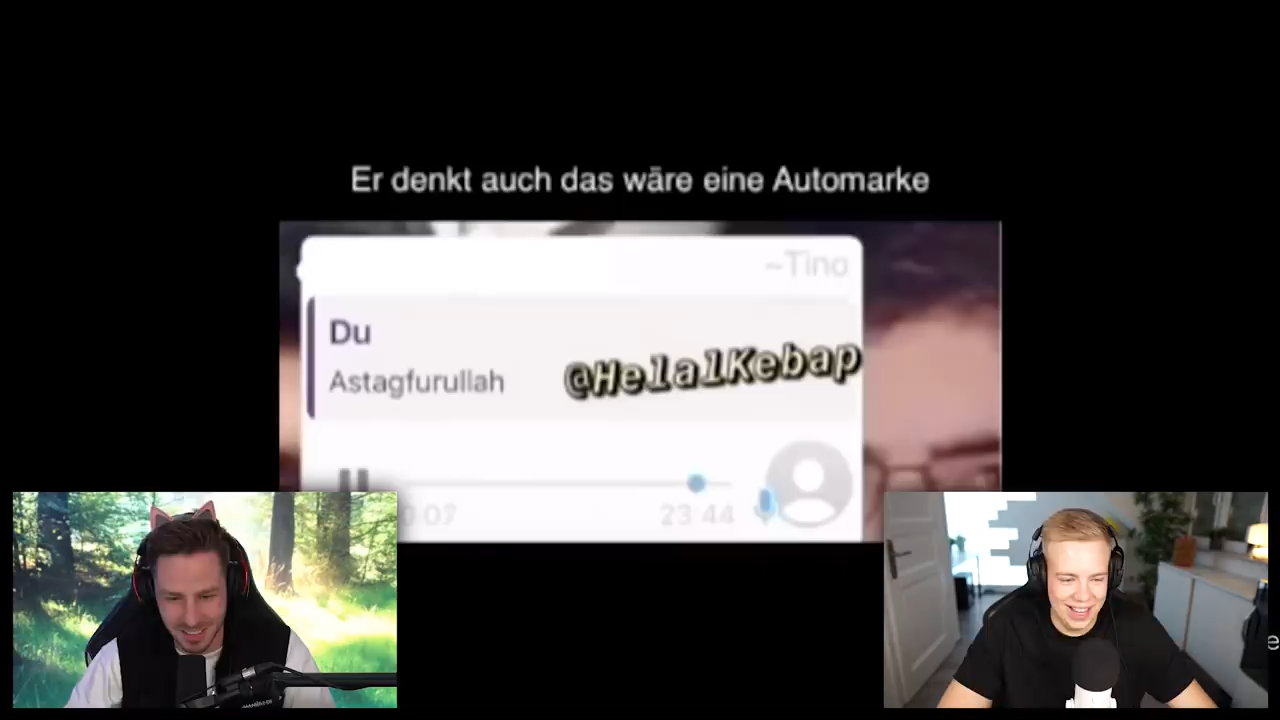 Er denkt auch das wäre eine Automarke
~Tino
Du
Astagfurullah
@HelalKebap
0:07
23:44